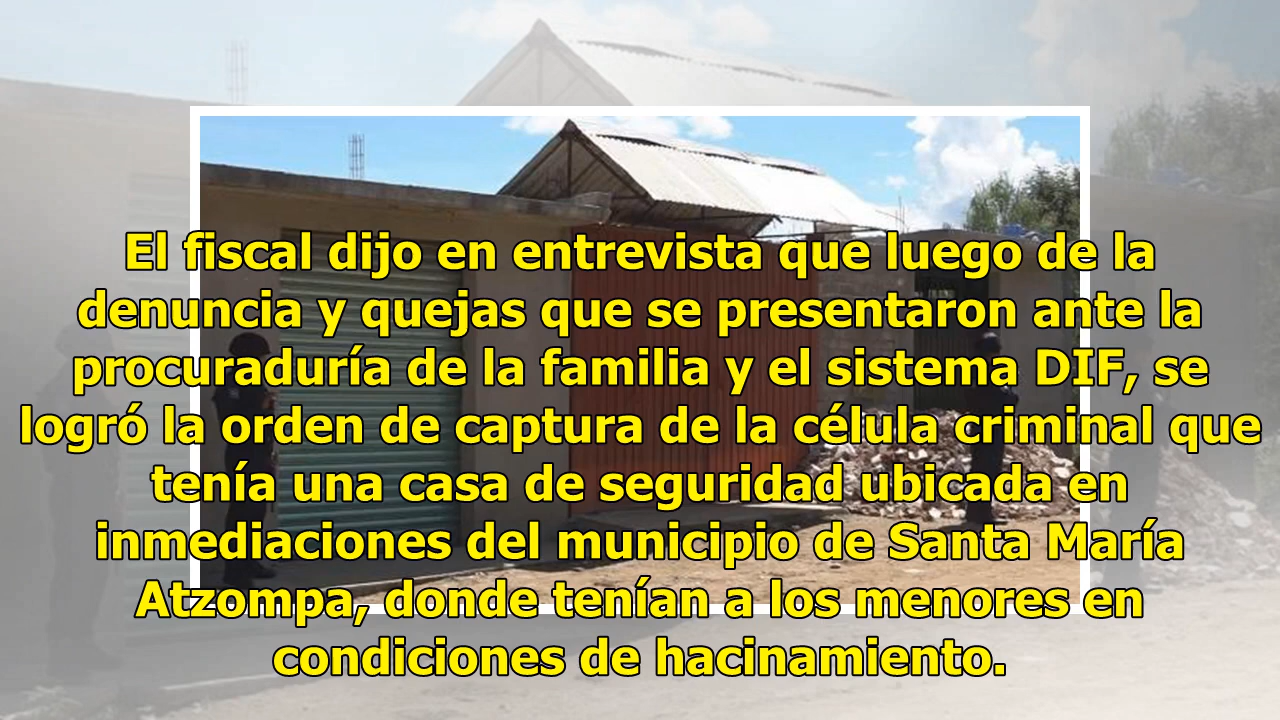 El fiscal dijo en entrevista que luego de la
denuncia y quejas que se presentaron ante la
procuraduría de la familia y el sistema DIF, se
logró la orden de captura de la célula criminal que
tenía una casa de seguridad ubicada en
inmediaciones del municipio de Santa María
Atzompa, donde tenían a los menores en
condiciones de hacinamiento.